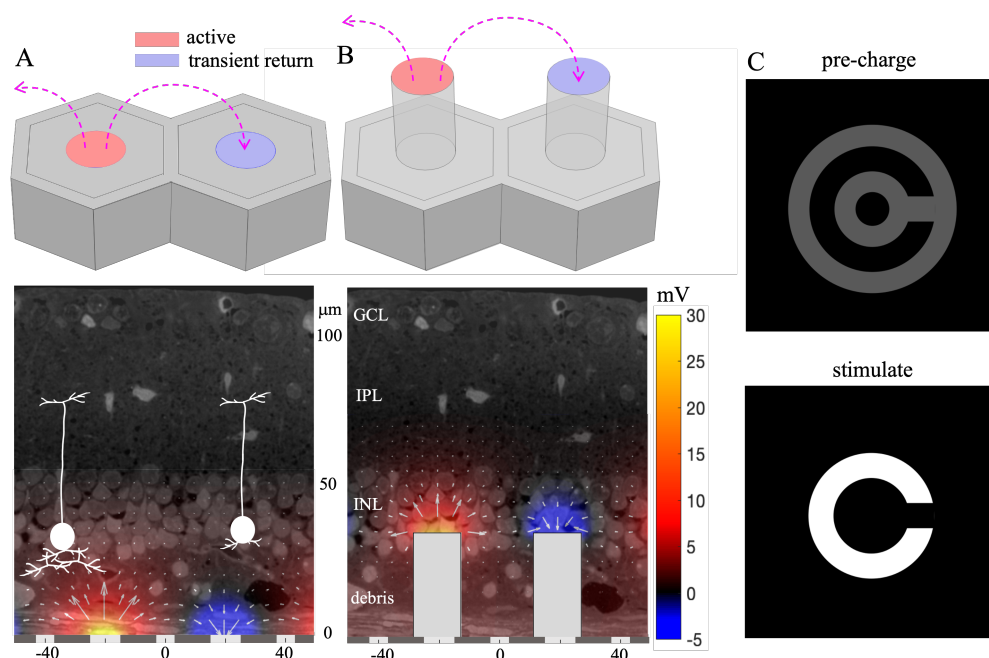 A
active
transient return
B
C
pre-charge
µm
100
50
0
-40
0
40
GCL
IPL
INL
debris
-40
0
40
mV
30
25
20
15
10
5
0
-5
stimulate